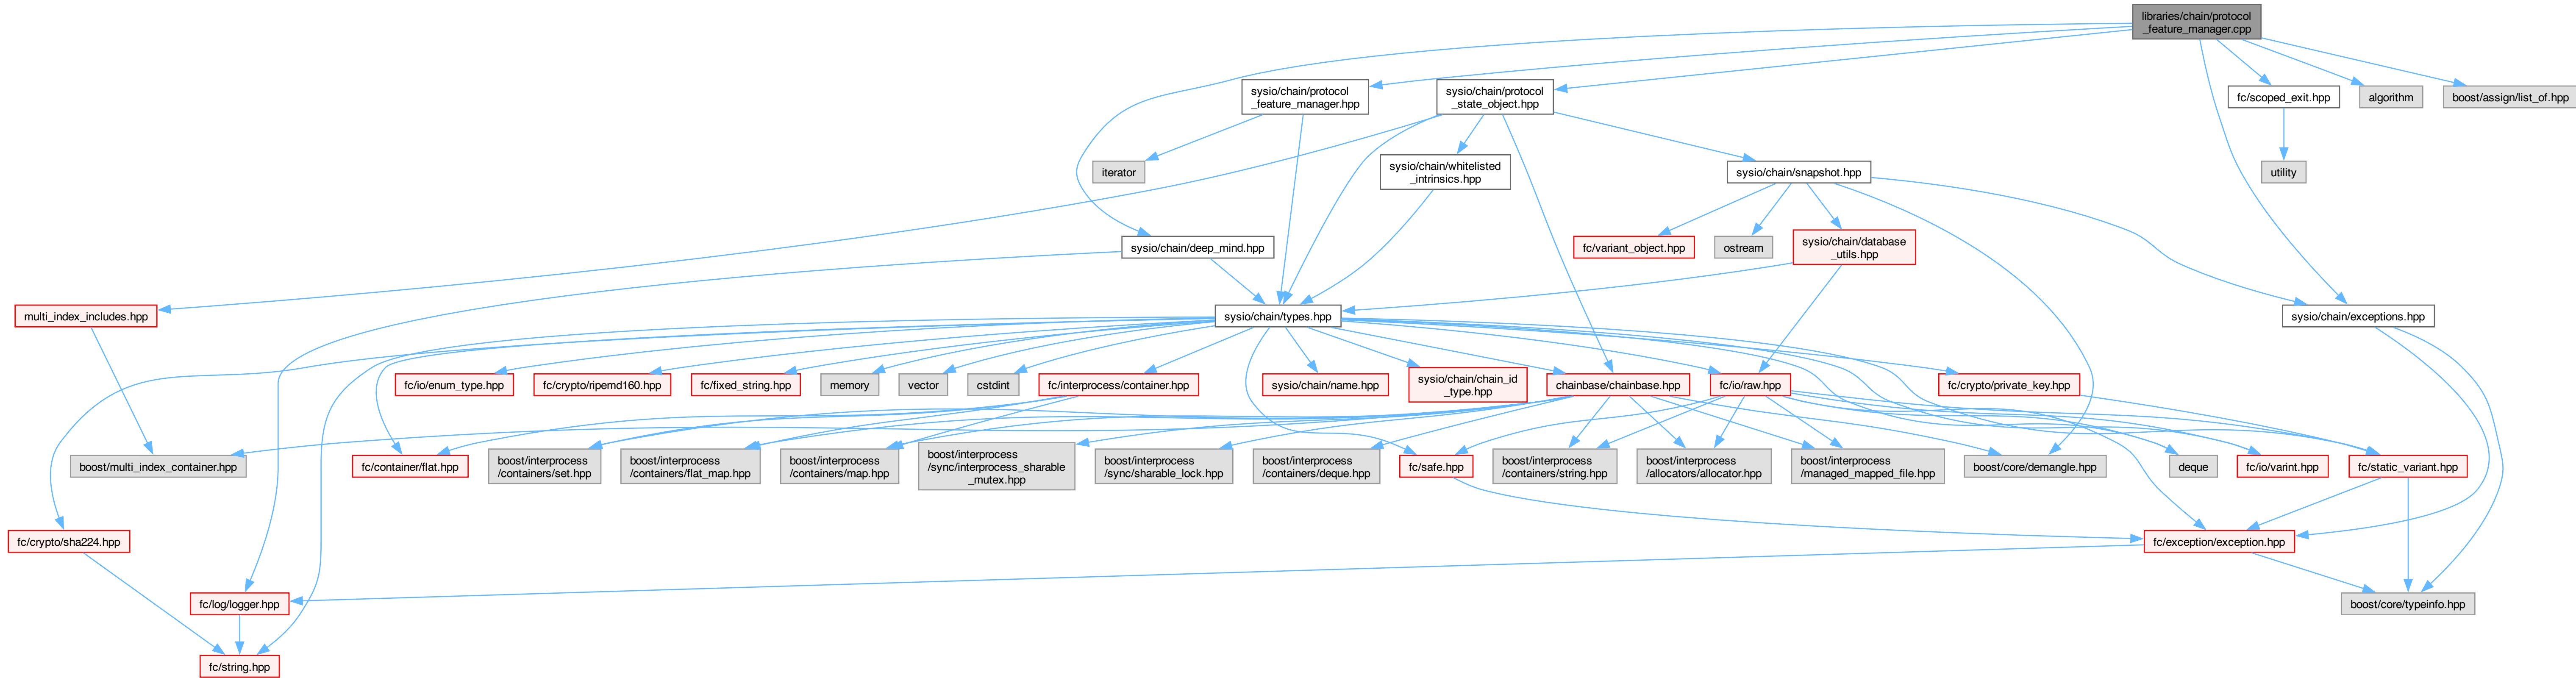 libraries/chain/protocol
_feature_manager.cpp
sysio/chain/protocol
_feature_manager.hpp
sysio/chain/protocol
_state_object.hpp
fc/scoped_exit.hpp
algorithm
boost/assign/list_of.hpp
iterator
sysio/chain/whitelisted
_intrinsics.hpp
sysio/chain/snapshot.hpp
utility
sysio/chain/deep_mind.hpp
fc/variant_object.hpp
ostream
sysio/chain/database
_utils.hpp
multi_index_includes.hpp
sysio/chain/types.hpp
sysio/chain/exceptions.hpp
fc/io/enum_type.hpp
fc/crypto/ripemd160.hpp
fc/fixed_string.hpp
memory
vector
cstdint
fc/interprocess/container.hpp
sysio/chain/name.hpp
sysio/chain/chain_id
_type.hpp
chainbase/chainbase.hpp
fc/io/raw.hpp
fc/crypto/private_key.hpp
boost/multi_index_container.hpp
fc/container/flat.hpp
boost/interprocess
/containers/set.hpp
boost/interprocess
/containers/flat_map.hpp
boost/interprocess
/containers/map.hpp
boost/interprocess
/sync/interprocess_sharable
_mutex.hpp
boost/interprocess
/sync/sharable_lock.hpp
boost/interprocess
/containers/deque.hpp
fc/safe.hpp
boost/interprocess
/containers/string.hpp
boost/interprocess
/allocators/allocator.hpp
boost/interprocess
/managed_mapped_file.hpp
boost/core/demangle.hpp
deque
fc/io/varint.hpp
fc/static_variant.hpp
fc/crypto/sha224.hpp
fc/exception/exception.hpp
fc/log/logger.hpp
boost/core/typeinfo.hpp
fc/string.hpp